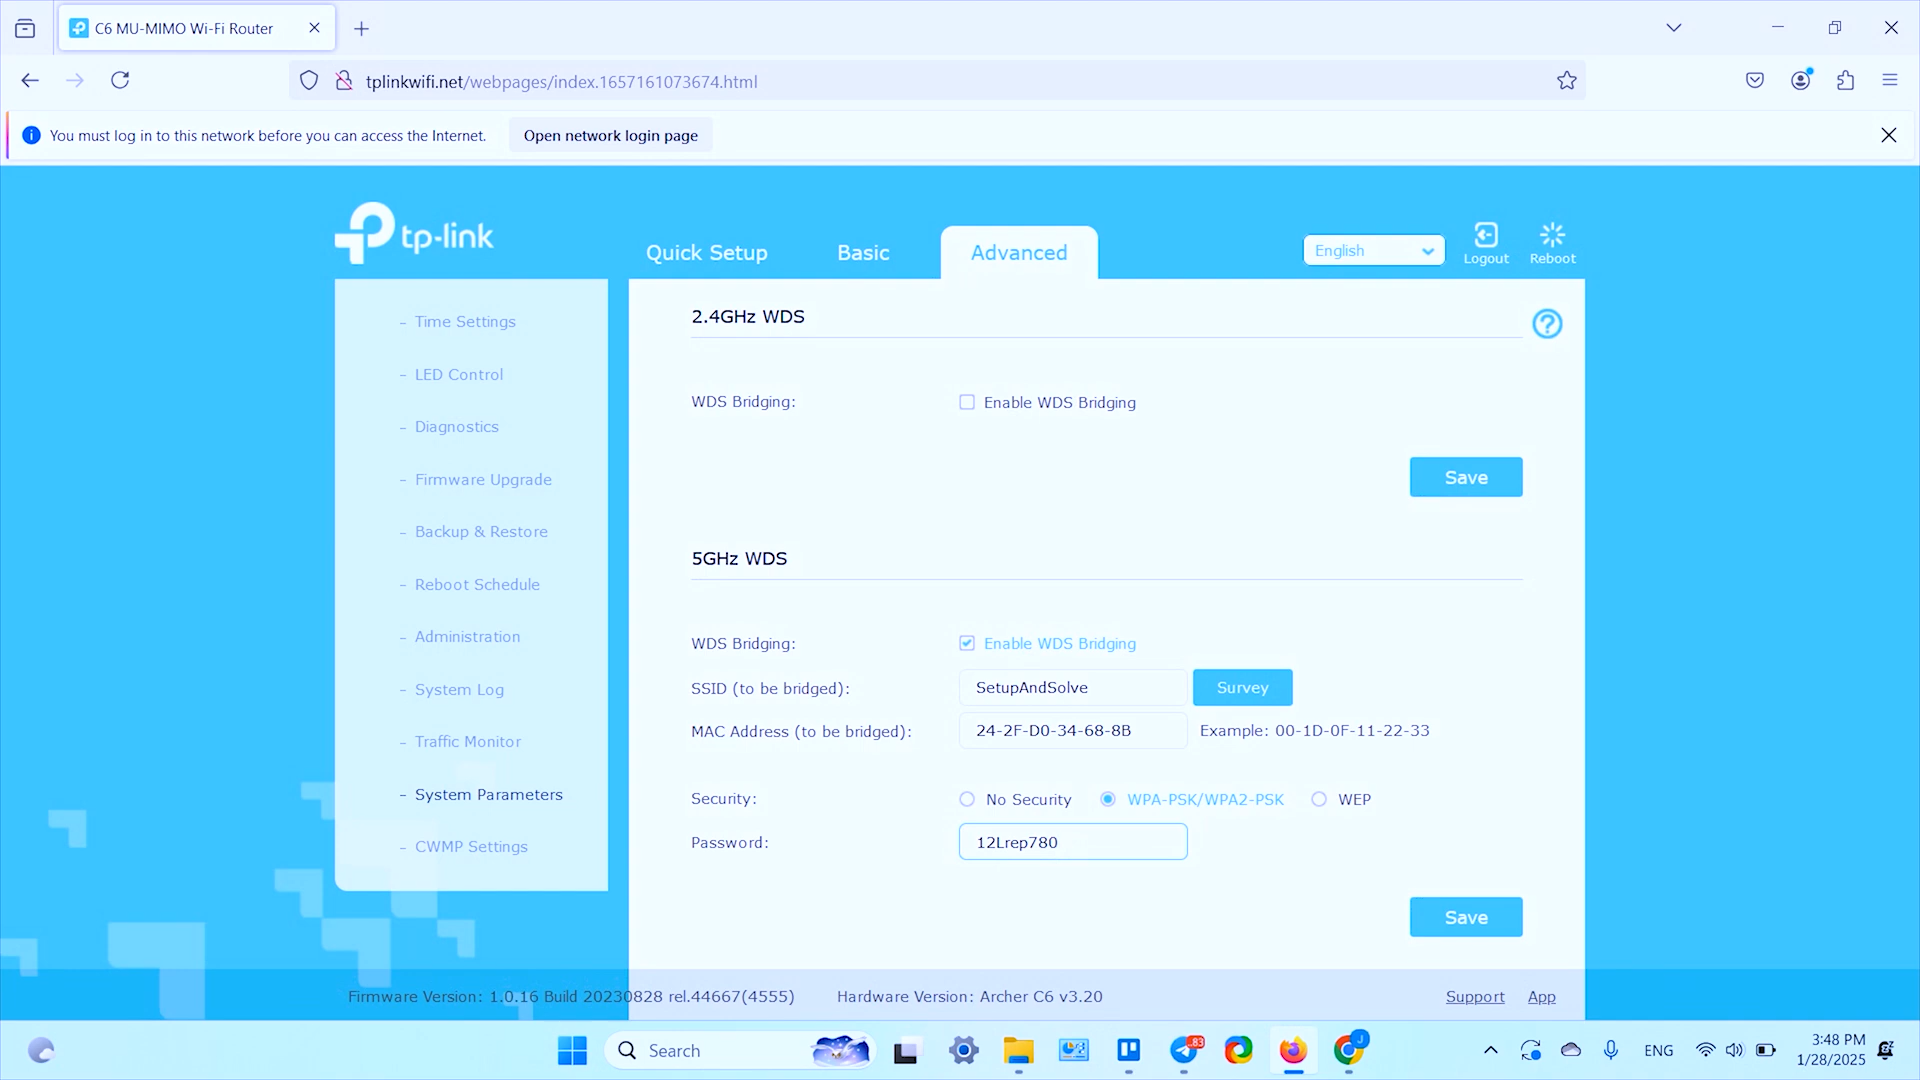 C6 MU-MIMO Wi-Fi Router
tplinkwifi.net/webpages/index.1657161073674.html
You must log in to this network before you can access the Internet. Open network login page
tp-link
Quick Setup Basic Advanced English Logout Reboot
- Time Settings
- LED Control
- Diagnostics
- Firmware Upgrade
- Backup & Restore
- Reboot Schedule
- Administration
- System Log
- Traffic Monitor
- System Parameters
- CWMP Settings
2.4GHz WDS
WDS Bridging: Enable WDS Bridging
Save
5GHz WDS
WDS Bridging: Enable WDS Bridging
SSID (to be bridged): SetupAndSolve Survey
MAC Address (to be bridged): 24-2F-D0-34-68-8B Example: 00-1D-0F-11-22-33
Security: No Security WPA-PSK/WPA2-PSK WEP
Password: 12Lrep780
Save
Firmware Version: 1.0.16 Build 20230828 rel.44667(4555) Hardware Version: Archer C6 v3.20 Support App
Search 83 J ENG 3:48 PM
1/28/2025